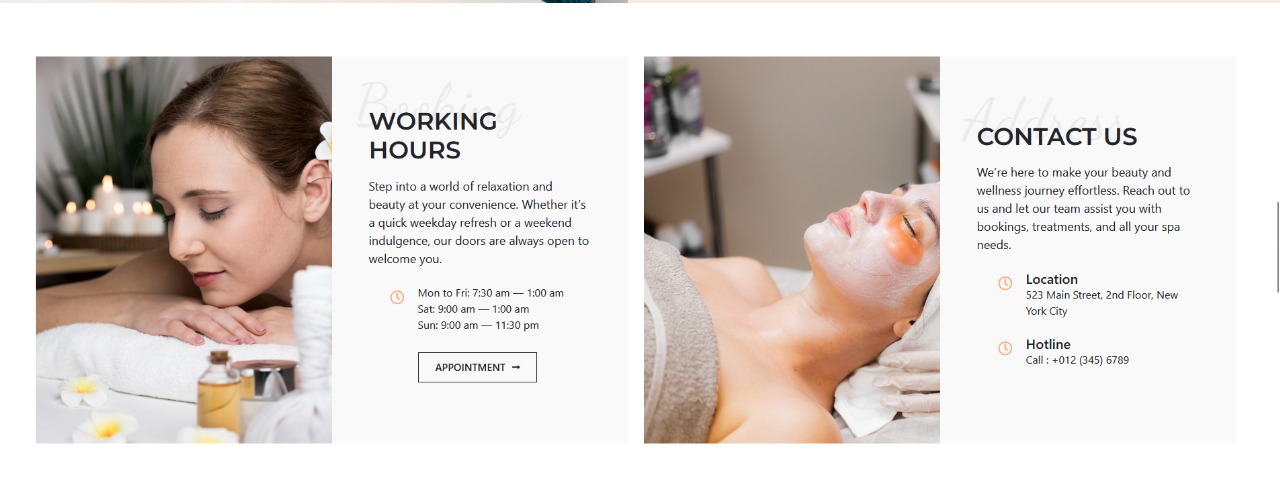 Booking
WORKING
HOURS
Step into a world of relaxation and
beauty at your convenience. Whether it's
a quick weekday refresh or a weekend
indulgence, our doors are always open to
welcome you.
Mon to Fri: 7:30 am — 1:00 am
Sat: 9:00 am — 1:00 am
Sun: 9:00 am — 11:30 pm
APPOINTMENT →
Address
CONTACT US
We're here to make your beauty and
wellness journey effortless. Reach out to
us and let our team assist you with
bookings, treatments, and all your spa
needs.
Location
523 Main Street, 2nd Floor, New
York City
Hotline
Call : +012 (345) 6789